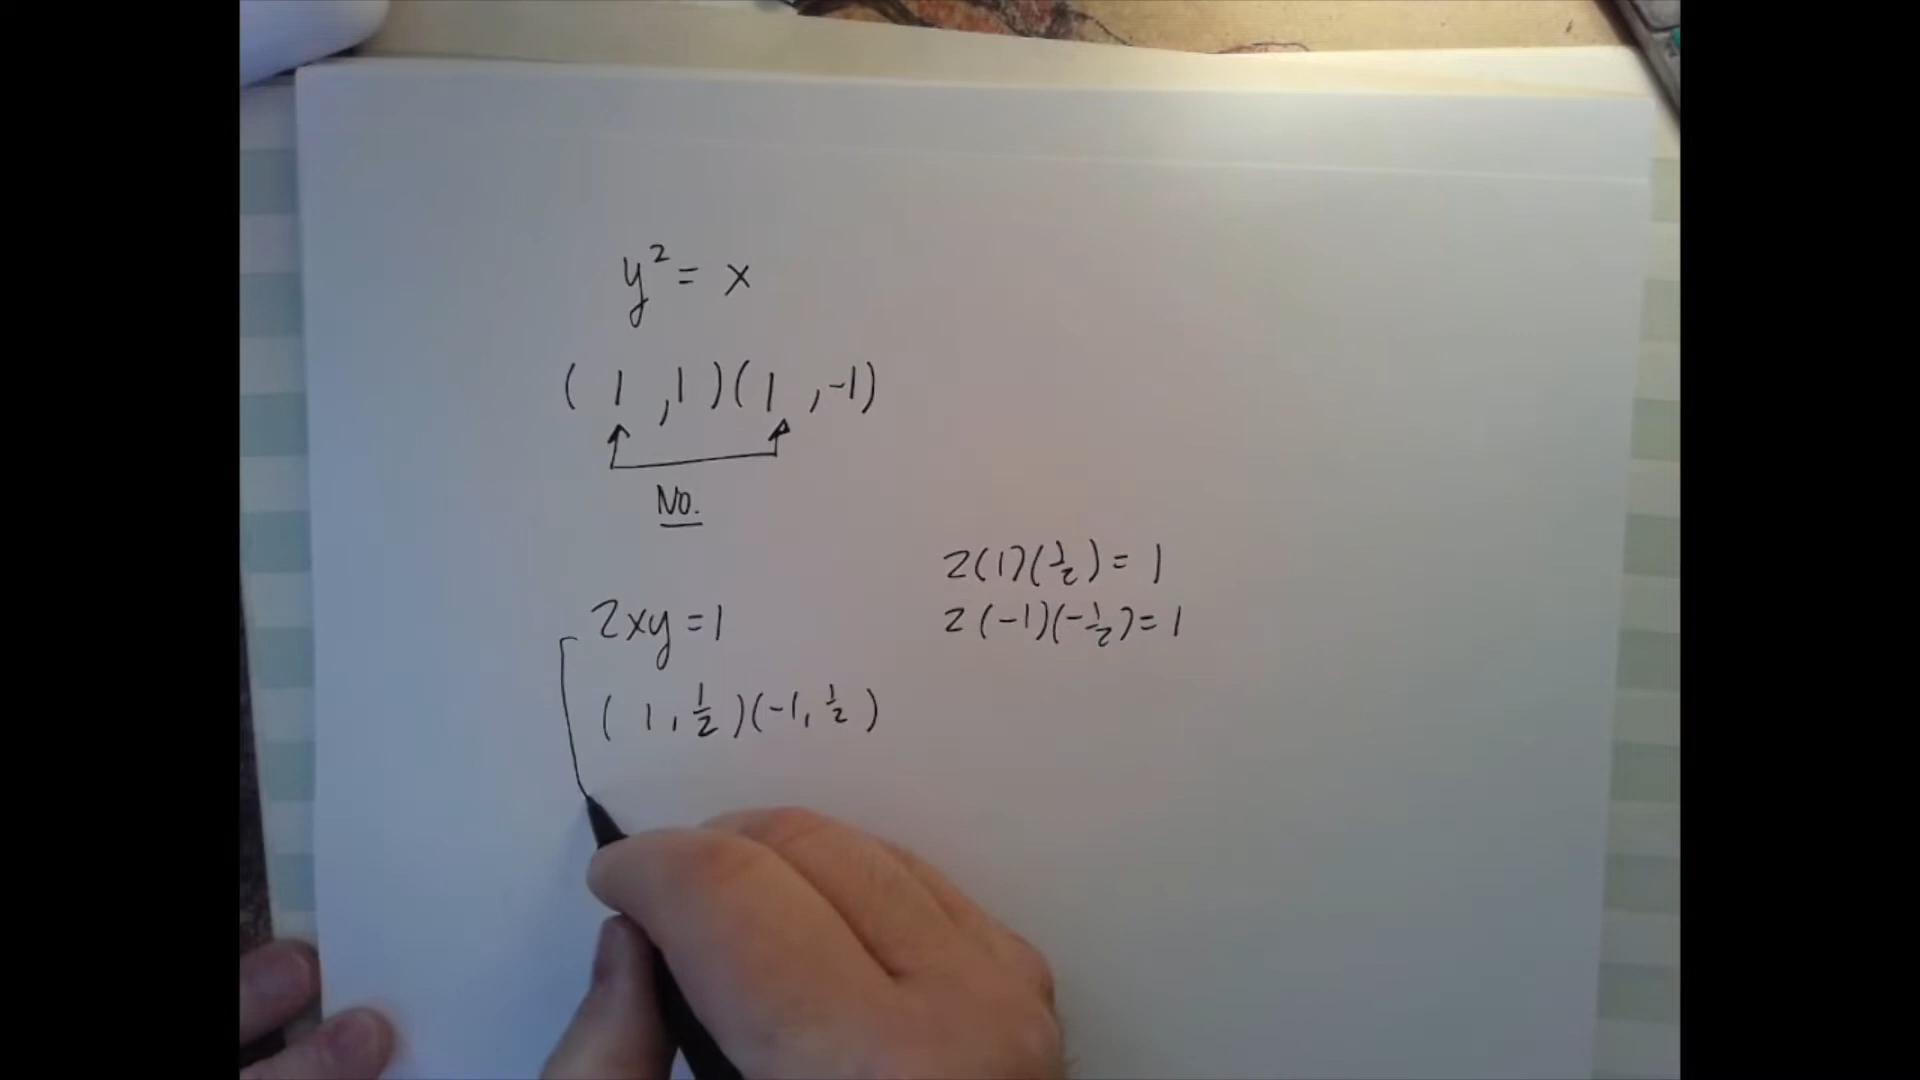 y² = x
( 1 , 1 ) ( 1 , -1)
No.
2(1)(1/2) = 1
2xy = 1
2(-1)(-1/2) = 1
( 1, 1/2 ) (-1, 1/2 )